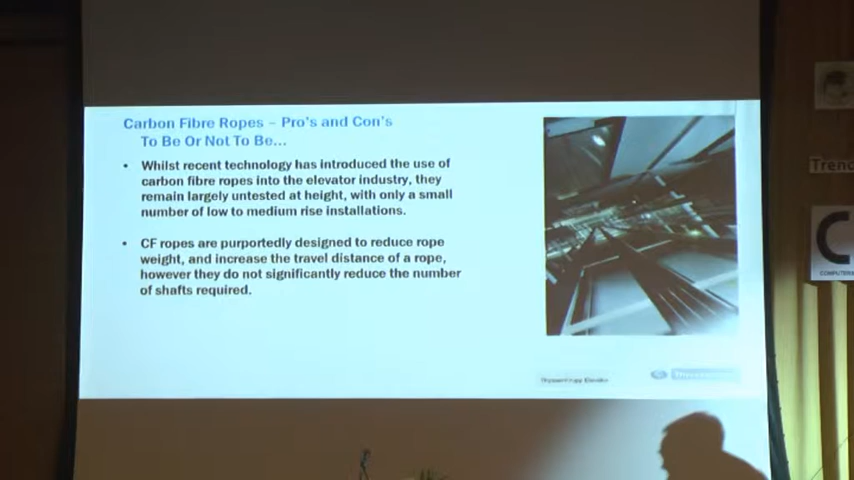 Carbon Fibre Ropes – Pro's and Con's
To Be Or Not To Be...
• Whilst recent technology has introduced the use of
carbon fibre ropes into the elevator industry, they
remain largely untested at height, with only a small
number of low to medium rise installations.
• CF ropes are purportedly designed to reduce rope
weight, and increase the travel distance of a rope,
however they do not significantly reduce the number
of shafts required.
Trend
C